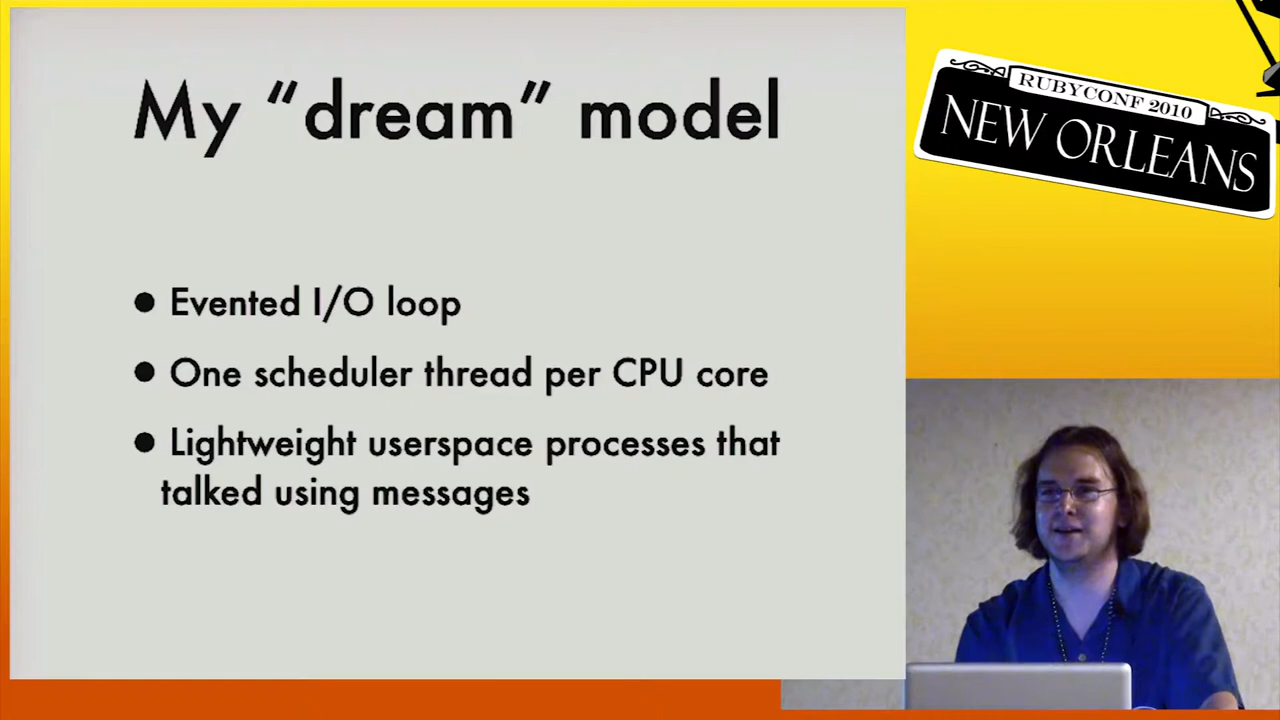 My “dream” model
● Evented I/O loop
● One scheduler thread per CPU core
● Lightweight userspace processes that
talked using messages
RUBYCONF 2010
NEW ORLEANS